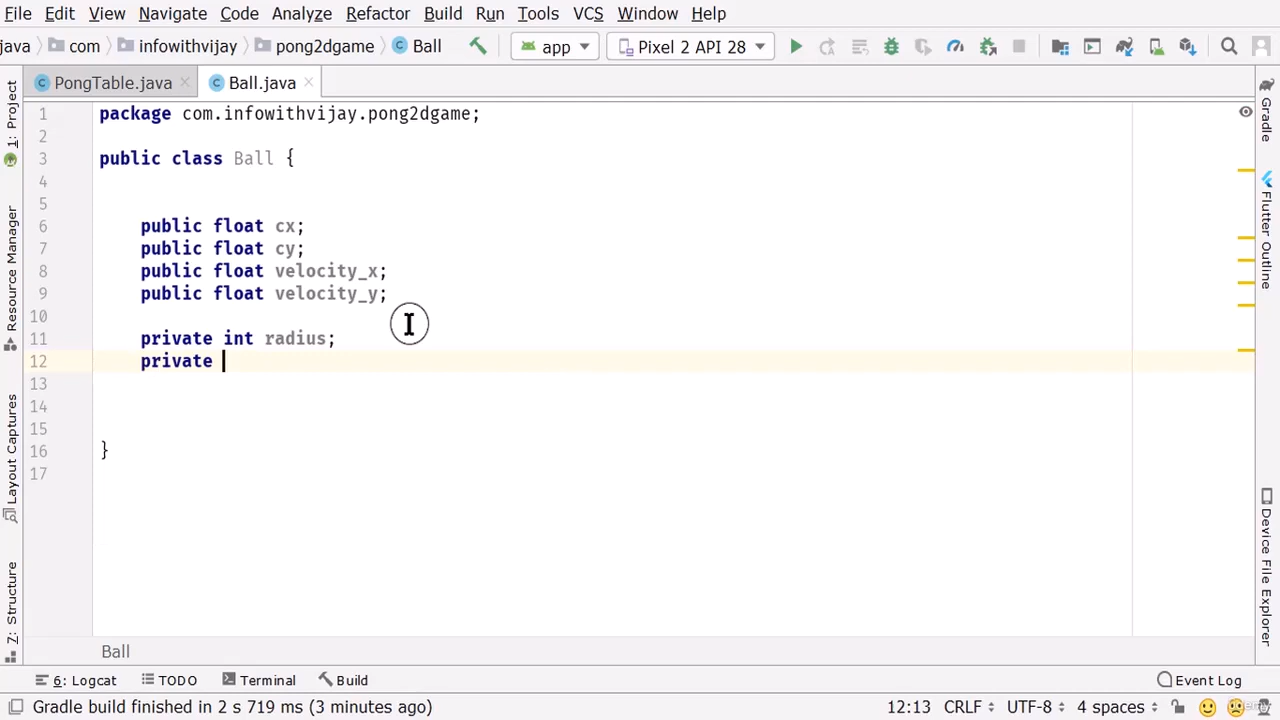 File Edit View Navigate Code Analyze Refactor Build Run Tools VCS Window Help
java com infowithvijay pong2dgame Ball app Pixel 2 API 28
PongTable.java Ball.java
1: Project
Resource Manager
Layout Captures
Z: Structure
1 package com.infowithvijay.pong2dgame;
2
3 public class Ball {
4
5
6 public float cx;
7 public float cy;
8 public float velocity_x;
9 public float velocity_y;
10
11 private int radius;
12 private
13
14
15
16 }
17
Gradle
Flutter Outline
Device File Explorer
Ball
6: Logcat TODO Terminal Build Event Log
Gradle build finished in 2 s 719 ms (3 minutes ago) 12:13 CRLF UTF-8 4 spaces